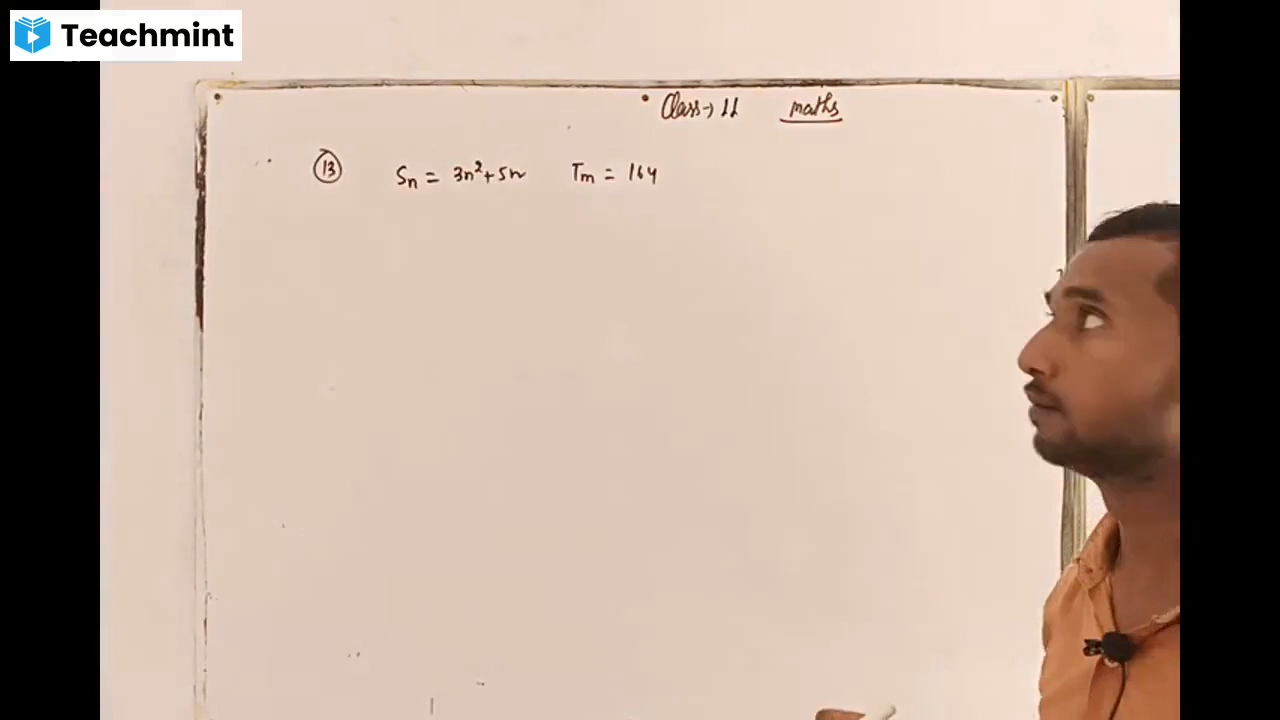 Teachmint
Class→ 11 maths
13 Sn = 3n²+5n Tm = 164